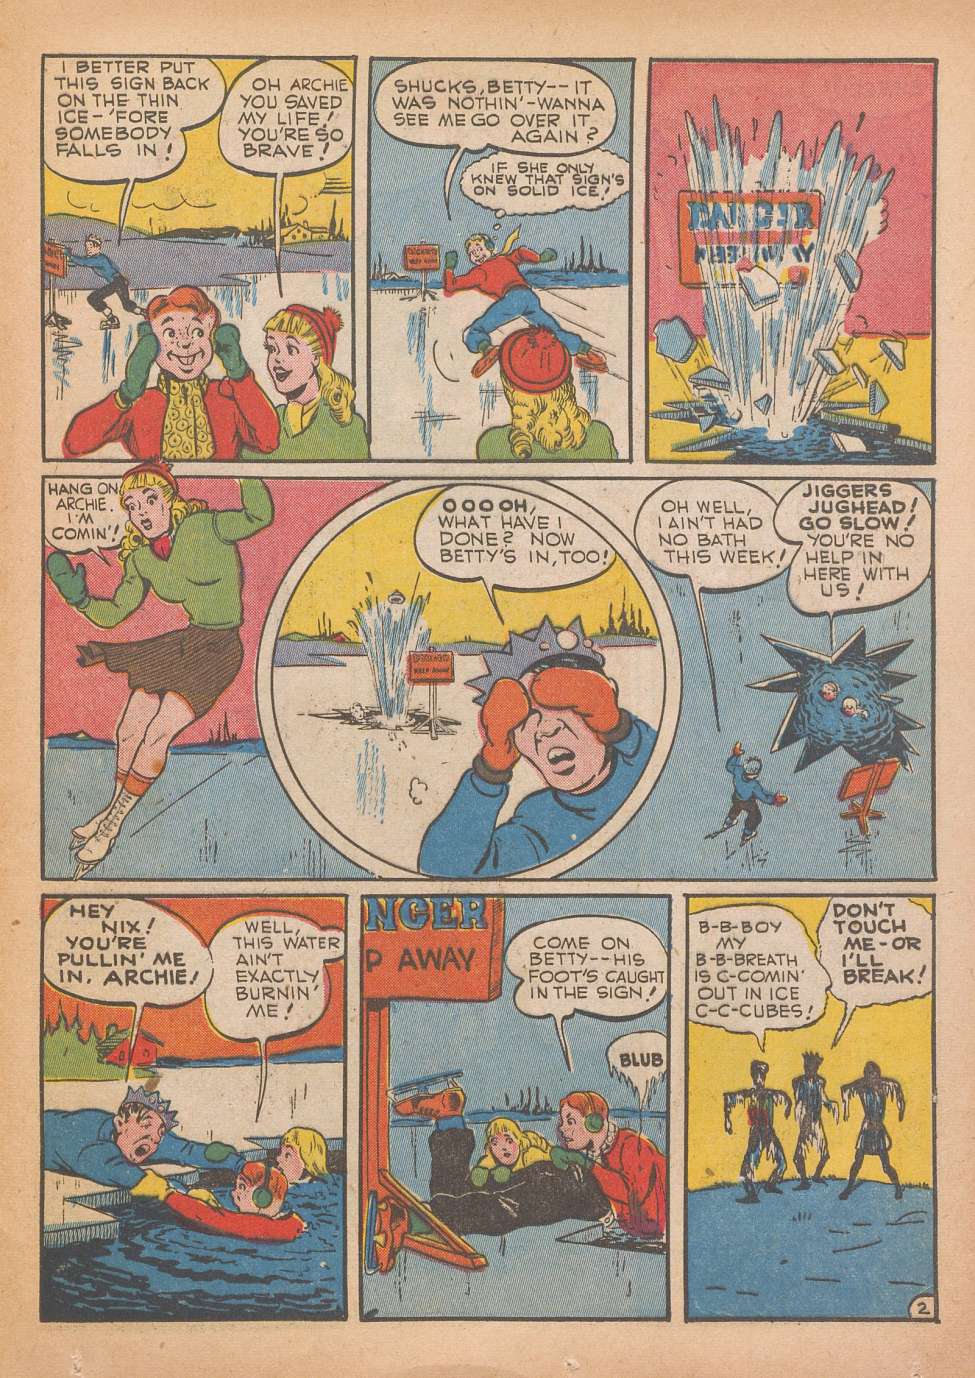 I BETTER PUT
THIS SIGN BACK
ON THE THIN
ICE--'FORE
SOMEBODY
FALLS IN!
OH ARCHIE
YOU SAVED
MY LIFE!
YOU'RE SO
BRAVE!
SHUCKS, BETTY--IT
WAS NOTHIN'-WANNA
SEE ME GO OVER IT
AGAIN?
IF SHE ONLY
KNEW THAT SIGN'S
ON SOLID ICE!
DANGER
HANG ON
ARCHIE.
I'M
COMIN'!
OOOOH,
WHAT HAVE I
DONE? NOW
BETTY'S IN, TOO!
DANGER
KEEP AWAY
OH WELL,
I AIN'T HAD
NO BATH
THIS WEEK!
JIGGERS
JUGHEAD!
GO SLOW!
YOU'RE NO
HELP IN
HERE WITH
US!
HEY
NIX!
YOU'RE
PULLIN' ME
IN, ARCHIE!
WELL,
THIS WATER
AIN'T
EXACTLY
BURNIN'
ME!
NGER
P AWAY
COME ON
BETTY--HIS
FOOT'S CAUGHT
IN THE SIGN!
BLUB
B-B-BOY
MY
B-B-BREATH
IS C-COMIN'
OUT IN ICE
C-C-CUBES!
DON'T
TOUCH
ME-OR
I'LL
BREAK!
2